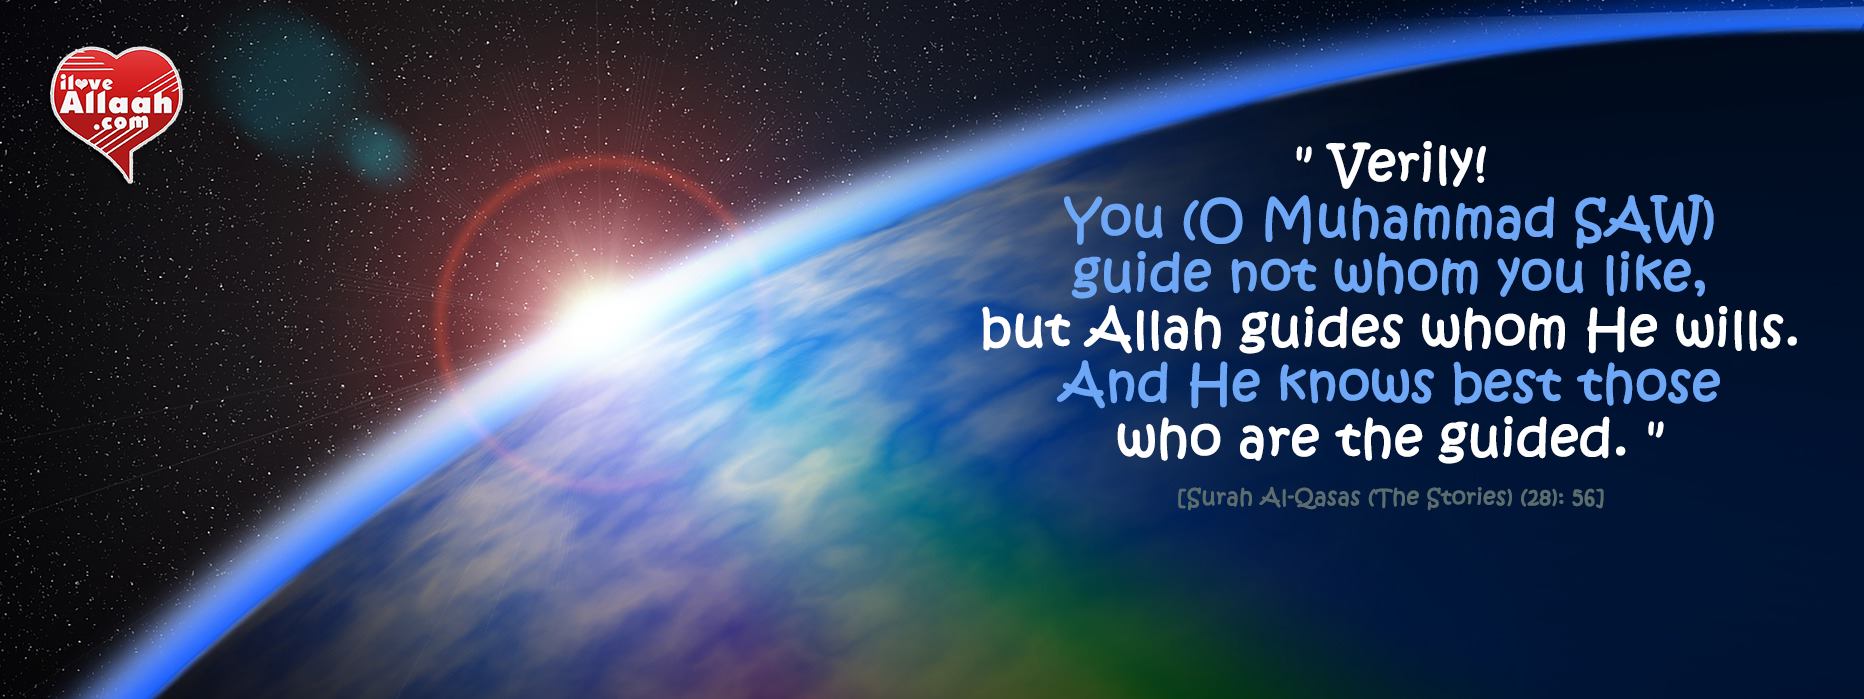 ilove
Allaah
.com
" Verily!
You (O Muhammad SAW)
guide not whom you like,
but Allah guides whom He wills.
And He knows best those
who are the guided. "
[Surah Al-Qasas (The Stories) (28): 56]